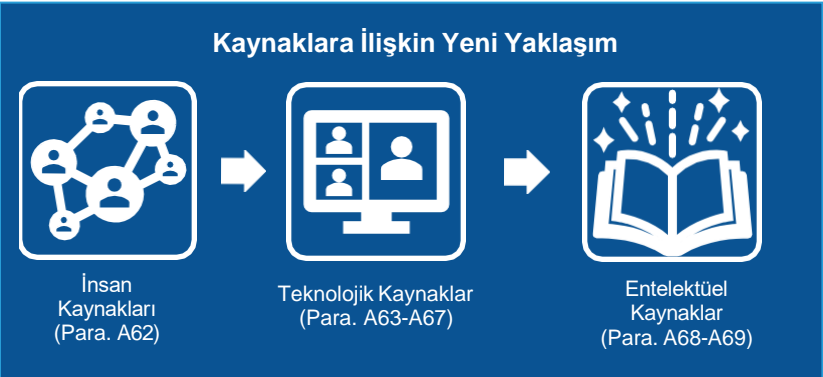 Kaynaklara İlişkin Yeni Yaklaşım
İnsan
Kaynakları
(Para. A62)
Teknolojik Kaynaklar
(Para. A63-A67)
Entelektüel
Kaynaklar
(Para. A68-A69)